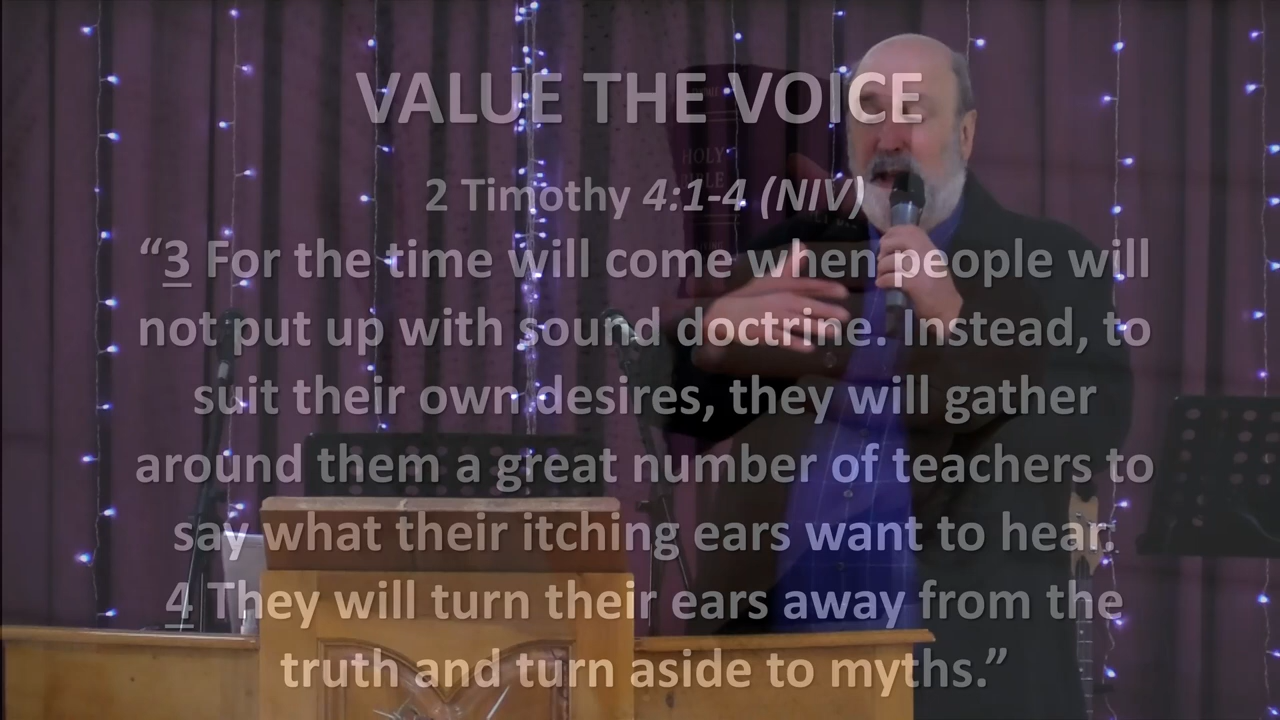 VALUE THE VOICE
2 Timothy 4:1-4 (NIV)
“3 For the time will come when people will
not put up with sound doctrine. Instead, to
suit their own desires, they will gather
around them a great number of teachers to
say what their itching ears want to hear.
4 They will turn their ears away from the
truth and turn aside to myths.”
HOLY
BIBLE